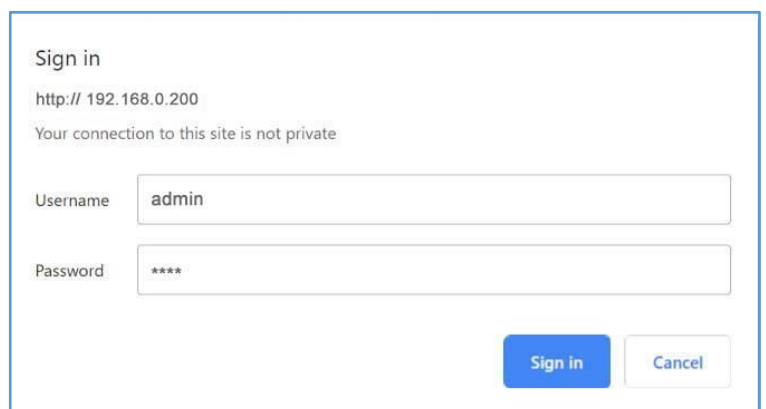 Sign in
http:// 192.168.0.200
Your connection to this site is not private
Username admin
Password ****
Sign in Cancel